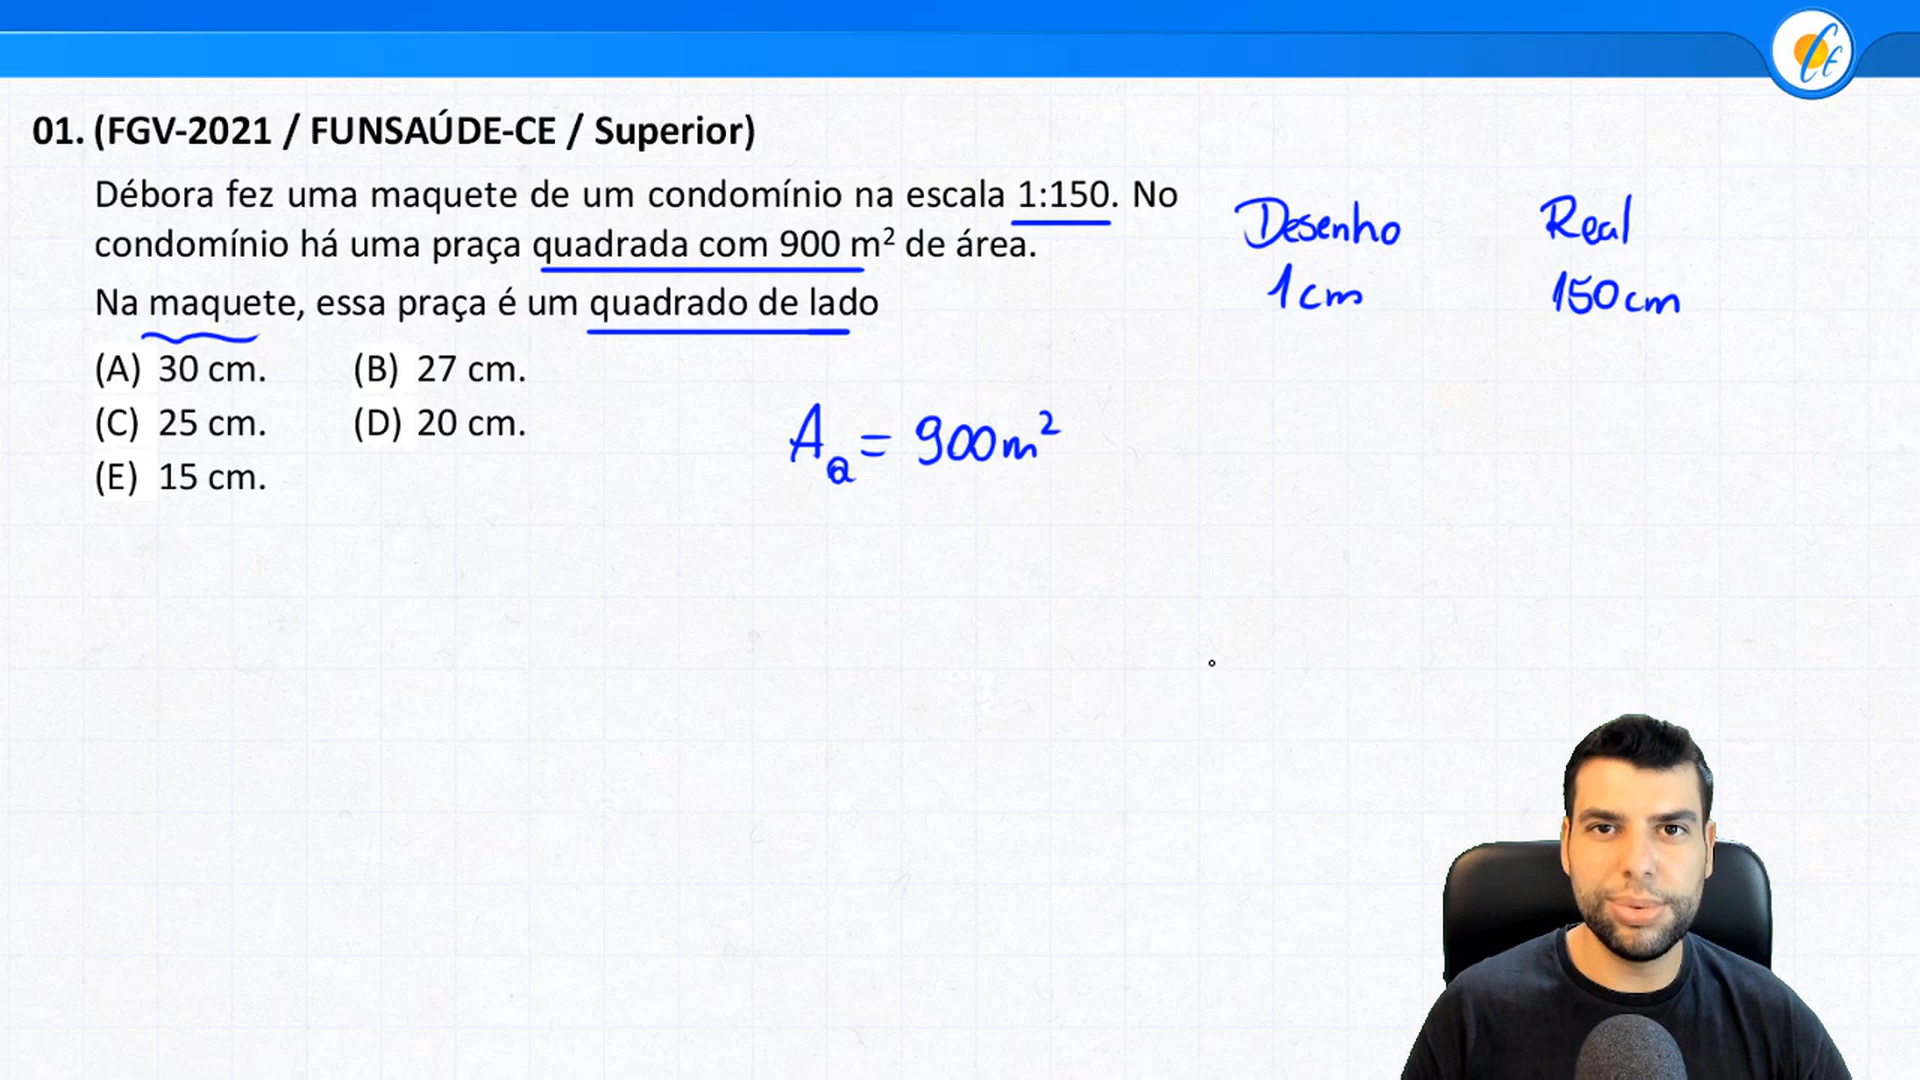 01. (FGV-2021 / FUNSAÚDE-CE / Superior)
Débora fez uma maquete de um condomínio na escala 1:150. No
condomínio há uma praça quadrada com 900 m² de área.
Na maquete, essa praça é um quadrado de lado
(A) 30 cm. (B) 27 cm.
(C) 25 cm. (D) 20 cm.
(E) 15 cm.
Desenho Real
1cm 150cm
A_Q = 900m²